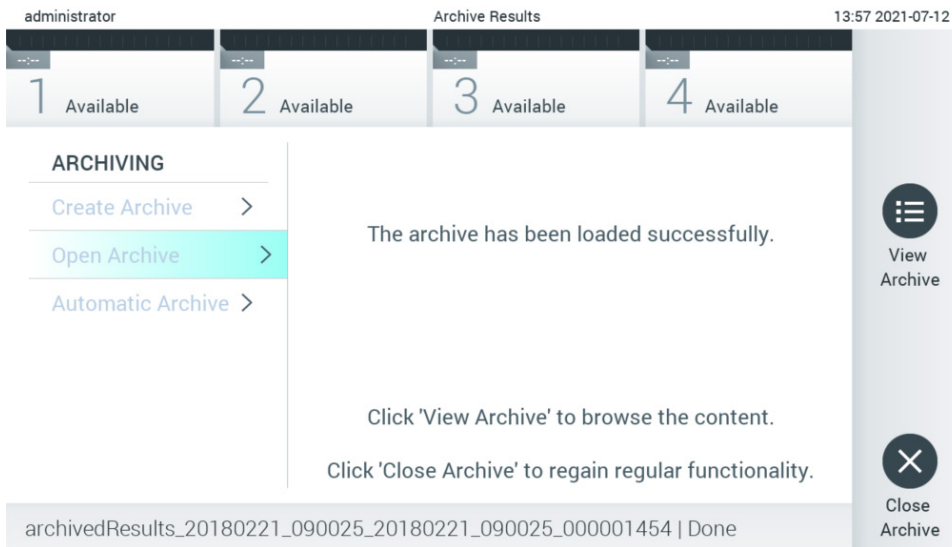 administrator Archive Results 13:57 2021-07-12
--:-- --:-- --:-- --:--
1 Available 2 Available 3 Available 4 Available
ARCHIVING
Create Archive
Open Archive
Automatic Archive
The archive has been loaded successfully.
Click 'View Archive' to browse the content.
Click 'Close Archive' to regain regular functionality.
View
Archive
Close
Archive
archivedResults_20180221_090025_20180221_090025_000001454 | Done